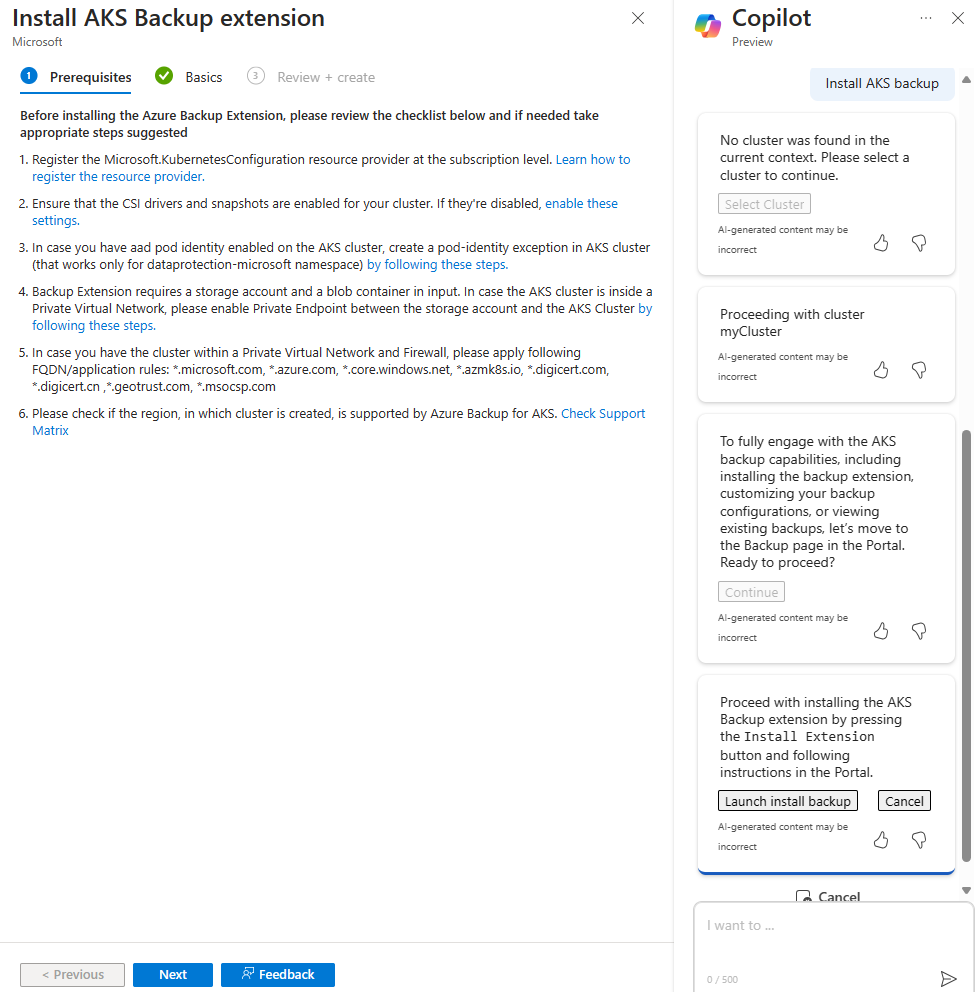 Install AKS Backup extension
Microsoft
1 Prerequisites
Basics
3 Review + create
Before installing the Azure Backup Extension, please review the checklist below and if needed take
appropriate steps suggested
1. Register the Microsoft.KubernetesConfiguration resource provider at the subscription level. Learn how to
register the resource provider.
2. Ensure that the CSI drivers and snapshots are enabled for your cluster. If they're disabled, enable these
settings.
3. In case you have aad pod identity enabled on the AKS cluster, create a pod-identity exception in AKS cluster
(that works only for dataprotection-microsoft namespace) by following these steps.
4. Backup Extension requires a storage account and a blob container in input. In case the AKS cluster is inside a
Private Virtual Network, please enable Private Endpoint between the storage account and the AKS Cluster by
following these steps.
5. In case you have the cluster within a Private Virtual Network and Firewall, please apply following
FQDN/application rules: *.microsoft.com, *.azure.com, *.core.windows.net, *.azmk8s.io, *.digicert.com,
*.digicert.cn ,*.geotrust.com, *.msocsp.com
6. Please check if the region, in which cluster is created, is supported by Azure Backup for AKS. Check Support
Matrix
< Previous
Next
Feedback
Copilot
Preview
Install AKS backup
No cluster was found in the
current context. Please select a
cluster to continue.
Select Cluster
AI-generated content may be
incorrect
Proceeding with cluster
myCluster
AI-generated content may be
incorrect
To fully engage with the AKS
backup capabilities, including
installing the backup extension,
customizing your backup
configurations, or viewing
existing backups, let's move to
the Backup page in the Portal.
Ready to proceed?
Continue
AI-generated content may be
incorrect
Proceed with installing the AKS
Backup extension by pressing
the Install Extension
button and following
instructions in the Portal.
Launch install backup
Cancel
AI-generated content may be
incorrect
Cancel
I want to ...
0 / 500